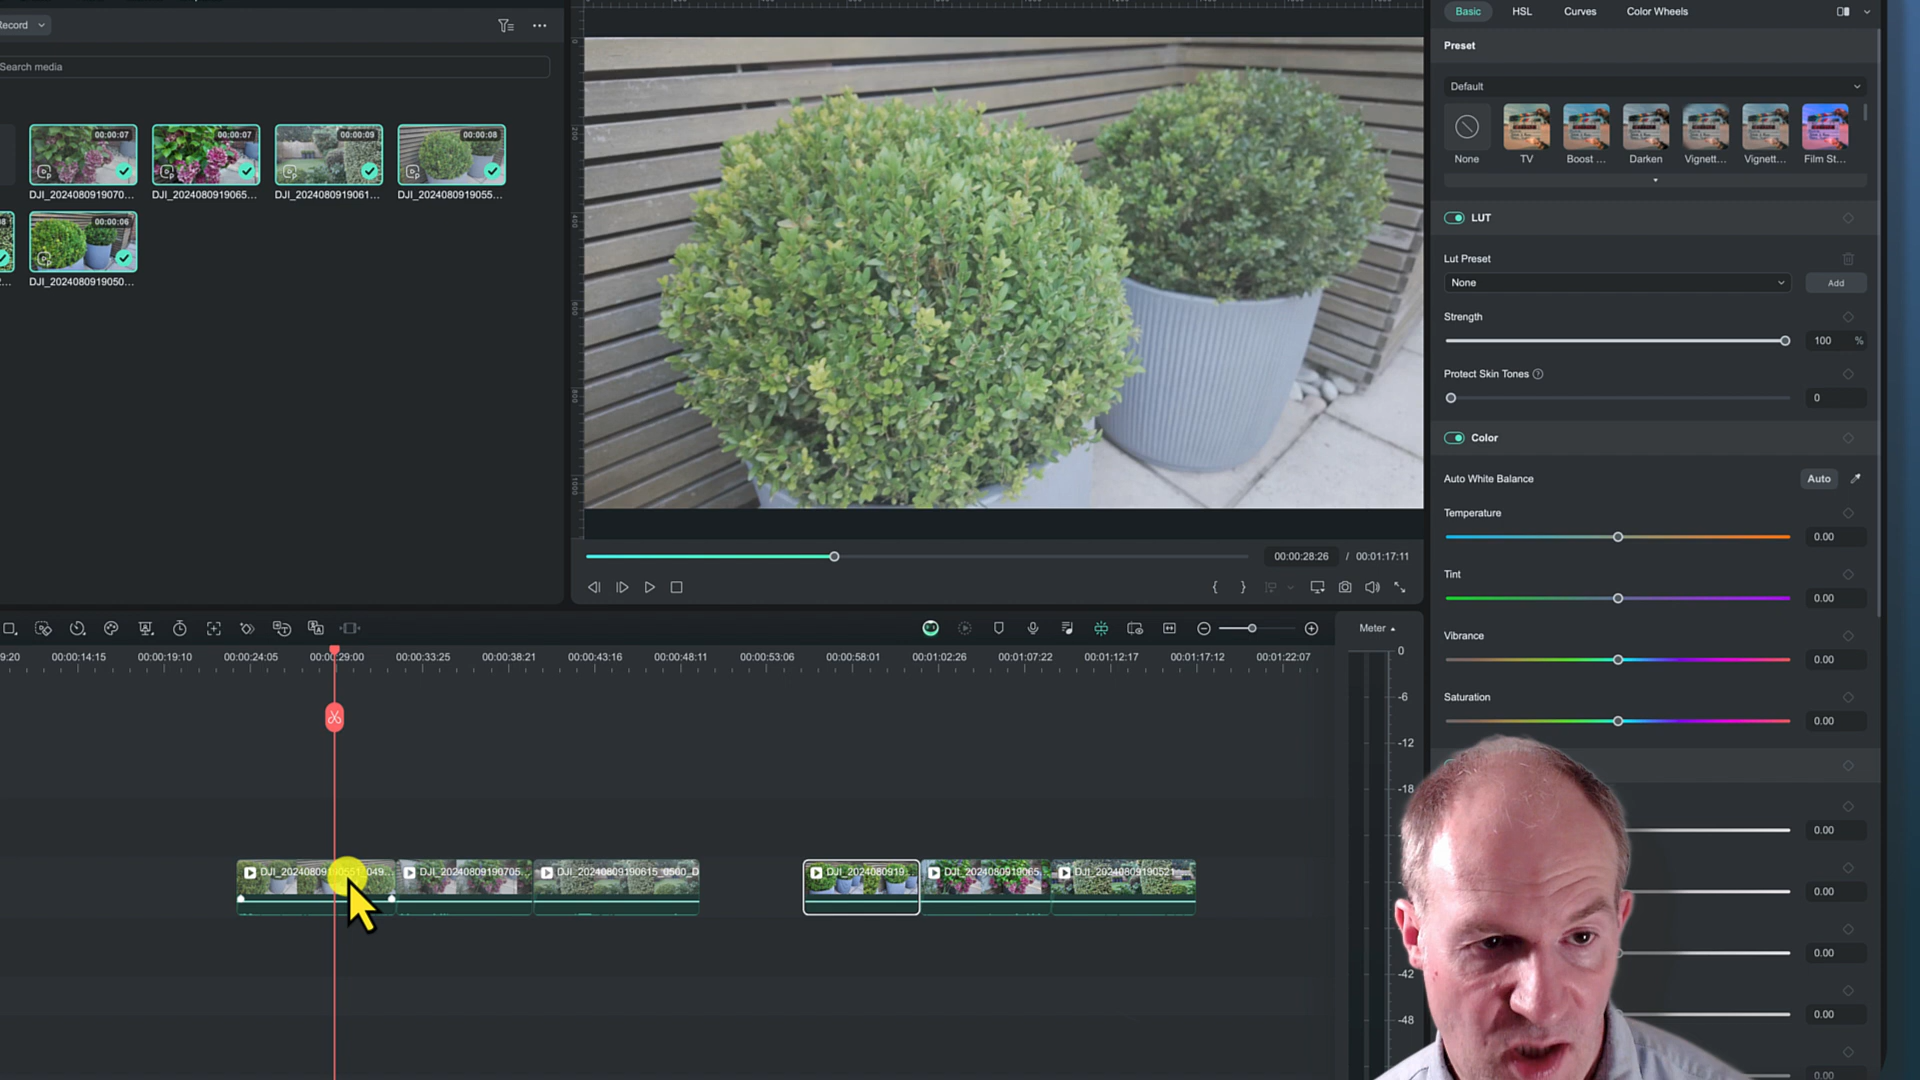 Record
Search media
00:00:07
00:00:07
00:00:09
00:00:08
DJI_2024080919070...
DJI_2024080919065...
DJI_2024080919061...
DJI_2024080919055...
00:00:06
DJI_2024080919050...
00:00:28:26 / 00:01:17:11
Basic HSL Curves Color Wheels
Preset
Default
None TV Boost ... Darken Vignett... Vignett... Film St...
LUT
Lut Preset
None Add
Strength
100 %
Protect Skin Tones
0
Color
Auto White Balance Auto
Temperature
0.00
Tint
0.00
Vibrance
0.00
Saturation
0.00
0.00
0.00
0.00
0.00
0.00
Meter
9:20 00:00:14:15 00:00:19:10 00:00:24:05 00:00:29:00 00:00:33:25 00:00:38:21 00:00:43:16 00:00:48:11 00:00:53:06 00:00:58:01 00:01:02:26 00:01:07:22 00:01:12:17 00:01:17:12 00:01:22:07
0
-6
-12
-18
-42
-48
DJI_20240809190705...
DJI_20240809190615_0500_D
DJI_2024080919...
DJI_2024080919065...
DJI_20240809190521...